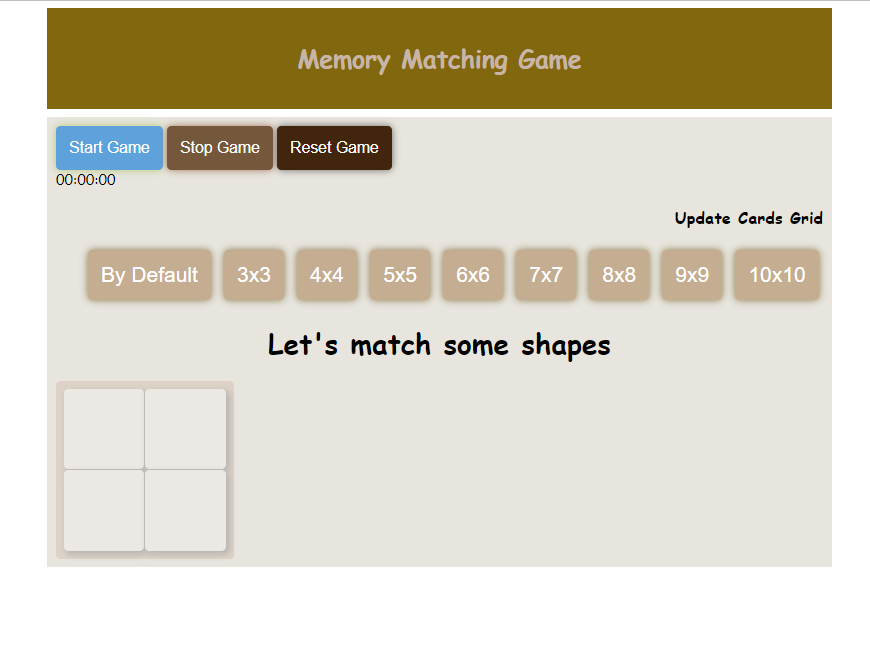 Memory Matching Game
Start Game Stop Game Reset Game
00:00:00
Update Cards Grid
By Default 3x3 4x4 5x5 6x6 7x7 8x8 9x9 10x10
Let's match some shapes